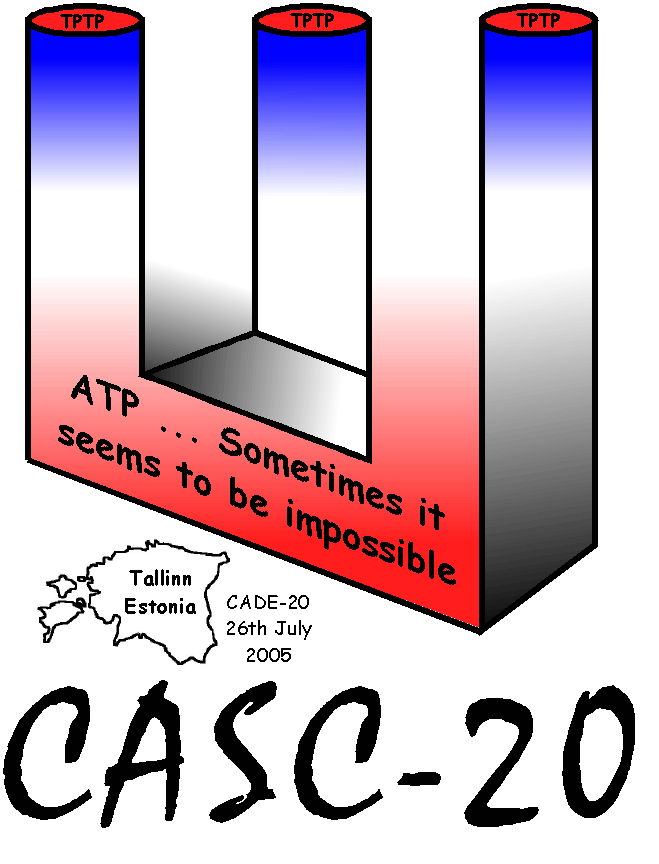 TPTP TPTP TPTP
ATP ... Sometimes it
seems to be impossible
Tallinn
Estonia
CADE-20
26th July
2005
CASC-20